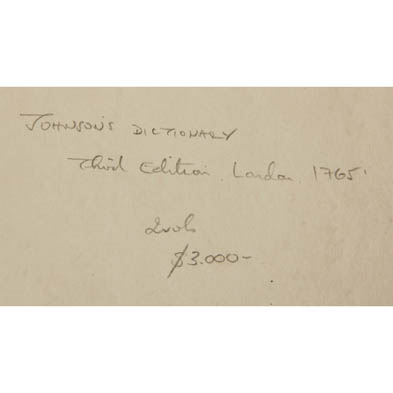 JOHNSON'S DICTIONARY
Third Edition, London, 1765'
2vols
$3.000-